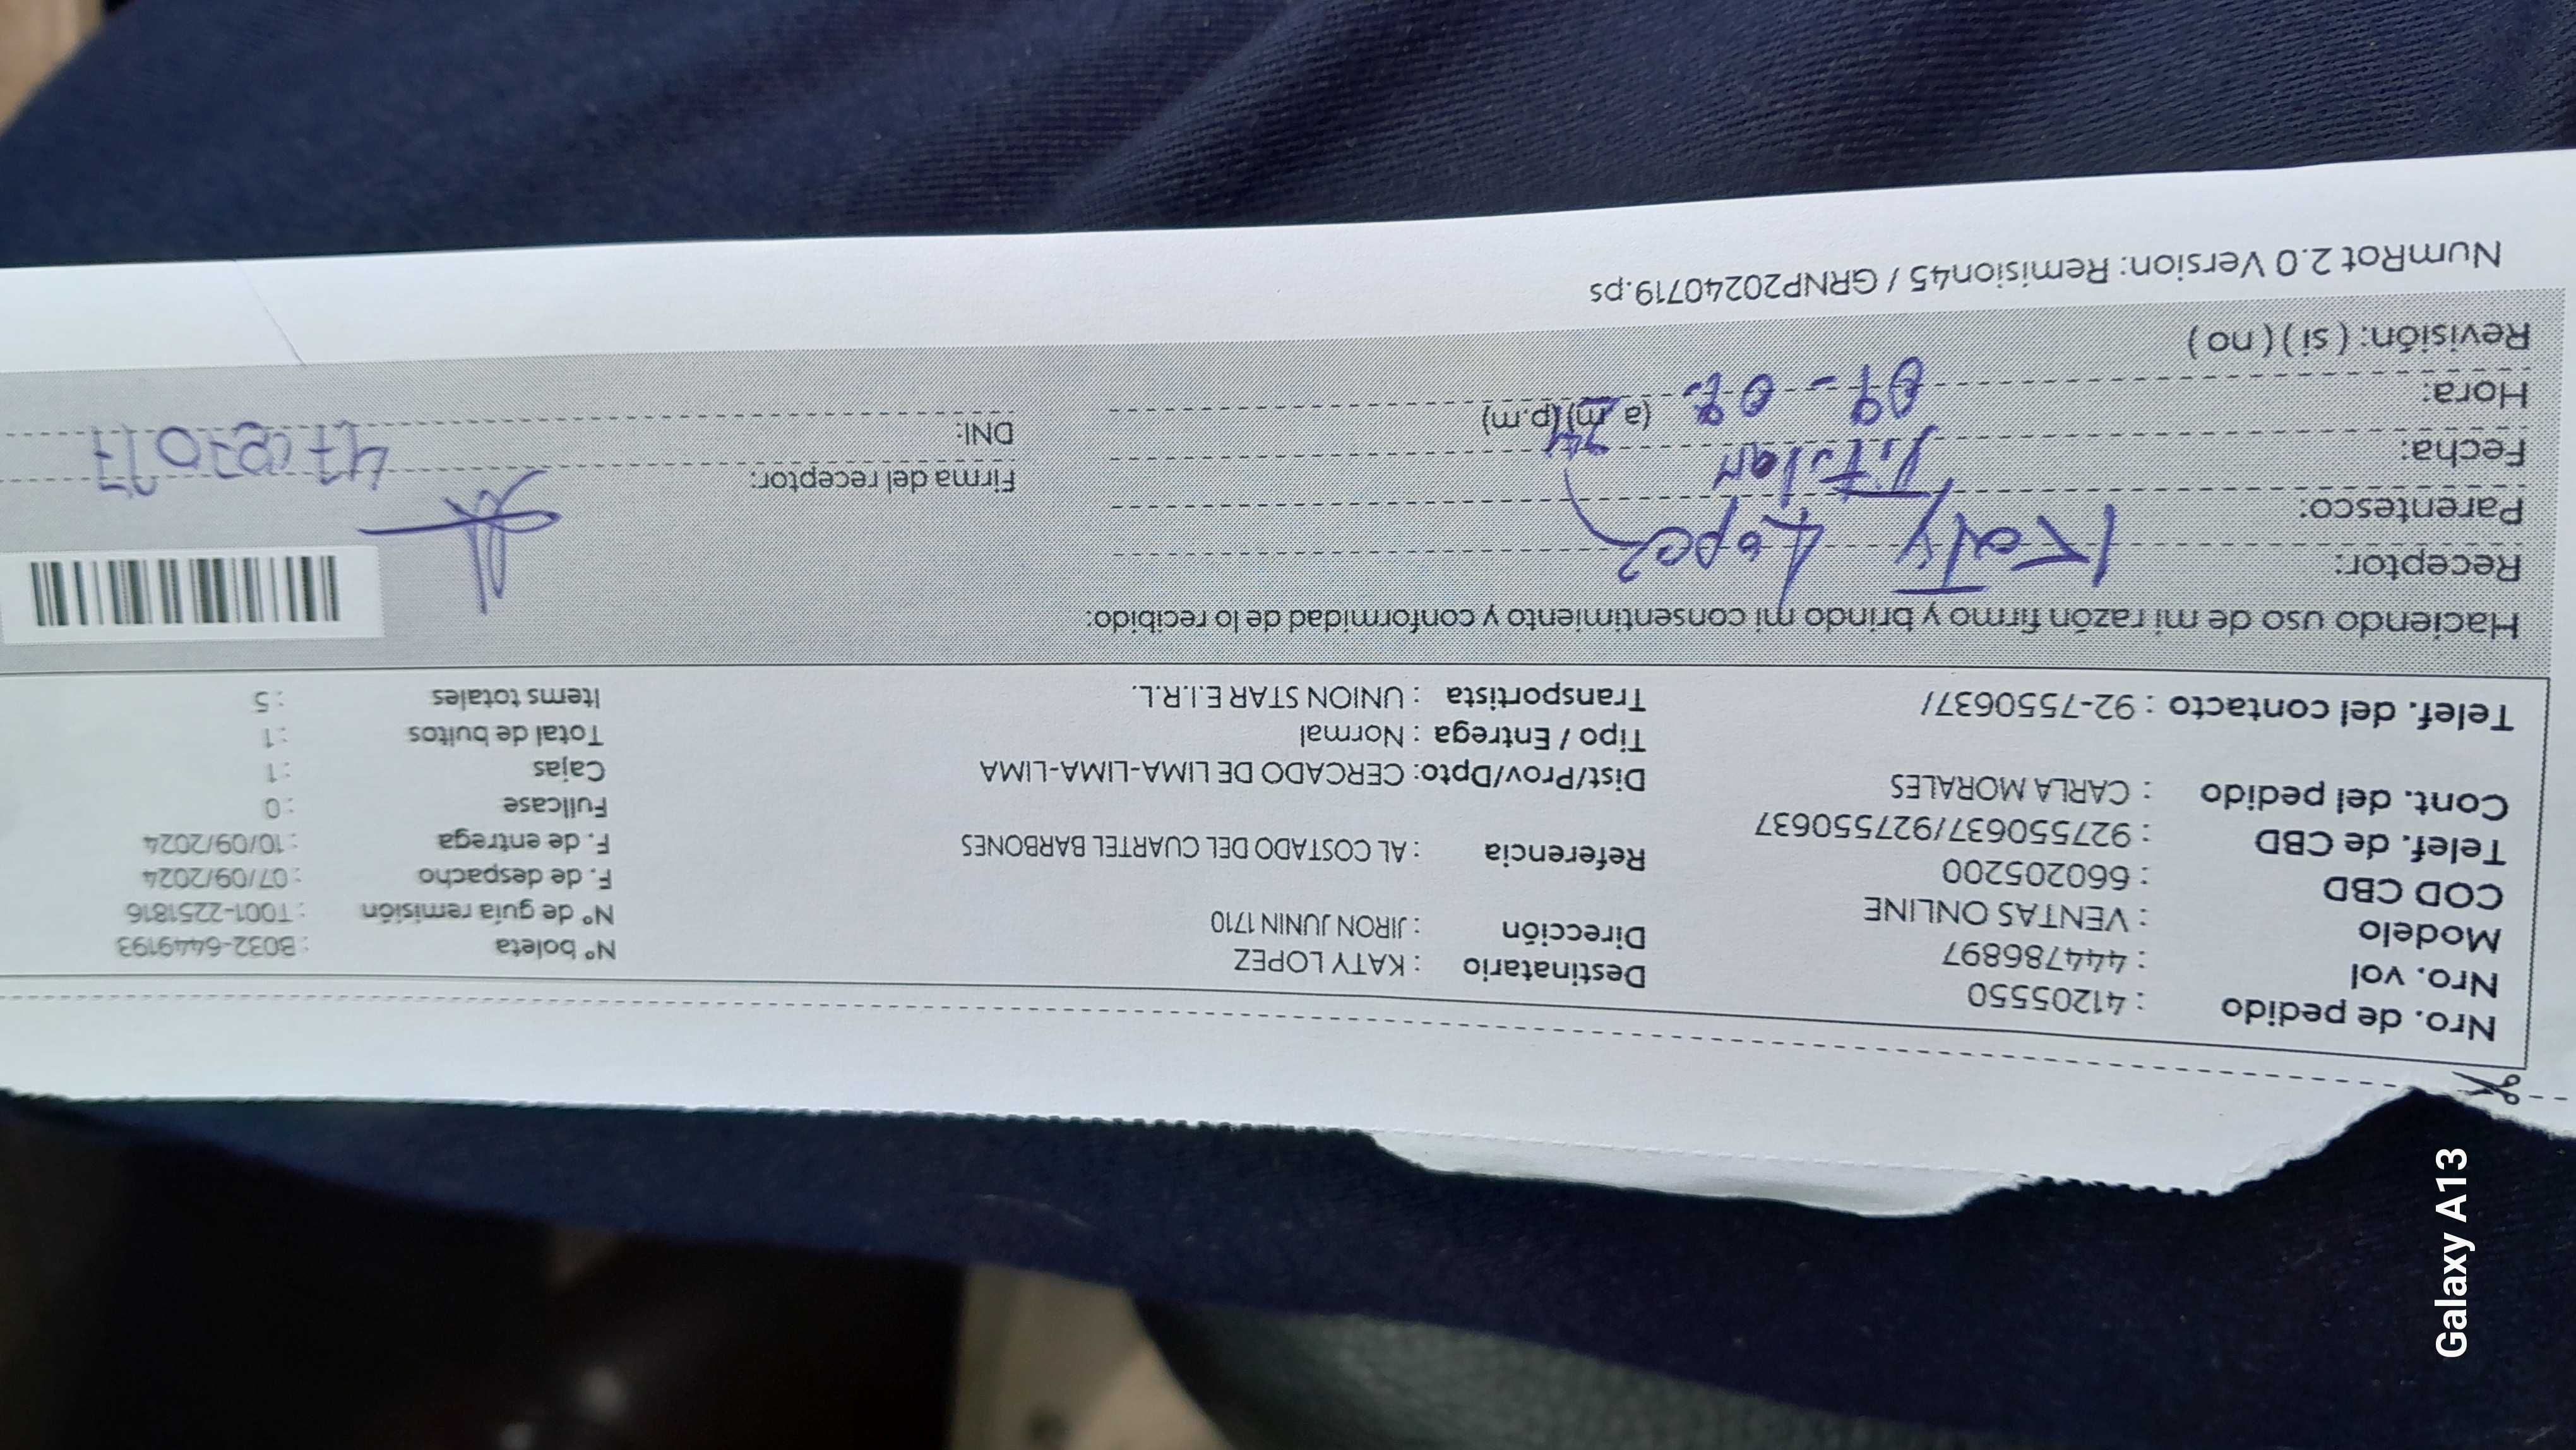 Nro. de pedido : 41205550
Nro. vol : 444786897
Modelo : VENTAS ONLINE
COD CBD : 660205200
Telef. de CBD : 927550637/927550637
Cont. del pedido : CARLA MORALES
Telef. del contacto : 92-7550637/
Destinatario : KATY LOPEZ
Dirección : JIRON JUNIN 1710
Referencia : AL COSTADO DEL CUARTEL BARBONES
Dist/Prov/Dpto: CERCADO DE LIMA-LIMA-LIMA
Tipo / Entrega : Normal
Transportista : UNION STAR E.I.R.L.
N° boleta : B032-6449193
N° de guía remisión : T001-2251816
F. de despacho : 07/09/2024
F. de entrega : 10/09/2024
Fullcase : 0
Cajas : 1
Total de bultos : 1
Items totales : 5
Haciendo uso de mi razón firmo y brindo mi consentimiento y conformidad de lo recibido:
Receptor: Katy Lopez
Parentesco: Titular
Fecha:
Hora: (a m)(p.m)
Revisión: ( si ) ( no )
Firma del receptor:
DNI:
NumRot 2.0 Version: Remision45 / GRNP20240719.ps
Galaxy A13